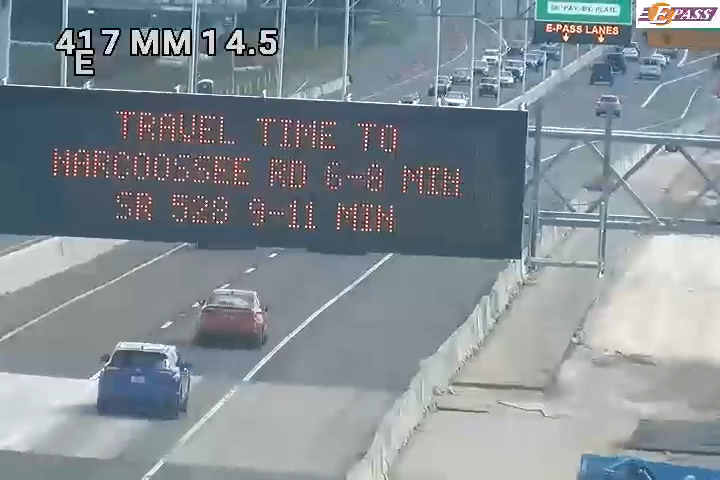 417 MM 14.5
E
E-PASS
E-PASS LANES
TRAVEL TIME TO
NARCOOSSEE RD 6-8 MIN
SR 528 9-11 MIN